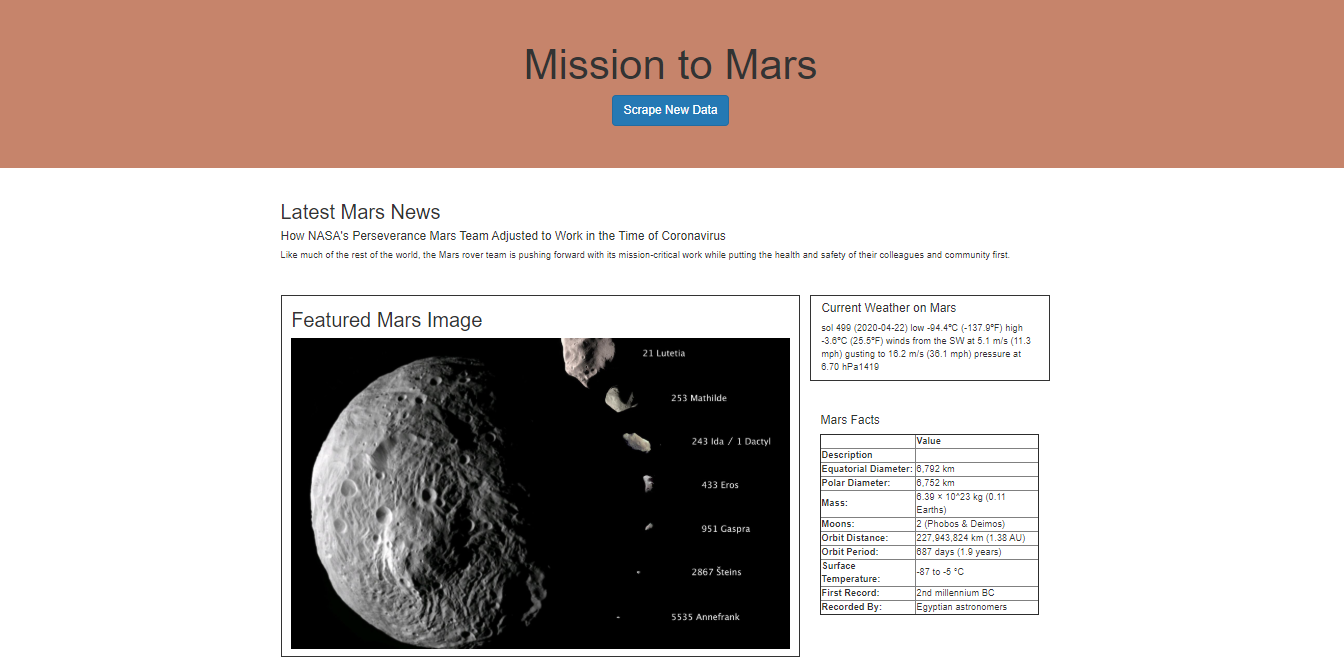 Mission to Mars
Scrape New Data
Latest Mars News
How NASA's Perseverance Mars Team Adjusted to Work in the Time of Coronavirus
Like much of the rest of the world, the Mars rover team is pushing forward with its mission-critical work while putting the health and safety of their colleagues and community first.
Featured Mars Image
21 Lutetia
253 Mathilde
243 Ida / 1 Dactyl
433 Eros
951 Gaspra
2867 Šteins
5535 Annefrank
Current Weather on Mars
sol 499 (2020-04-22) low -94.4ºC (-137.9ºF) high
-3.6ºC (25.5ºF) winds from the SW at 5.1 m/s (11.3
mph) gusting to 16.2 m/s (36.1 mph) pressure at
6.70 hPa1419
Mars Facts
Value
Description
Equatorial Diameter: 6,792 km
Polar Diameter: 6,752 km
Mass: 6.39 × 10^23 kg (0.11
Earths)
Moons: 2 (Phobos & Deimos)
Orbit Distance: 227,943,824 km (1.38 AU)
Orbit Period: 687 days (1.9 years)
Surface
Temperature: -87 to -5 °C
First Record: 2nd millennium BC
Recorded By: Egyptian astronomers